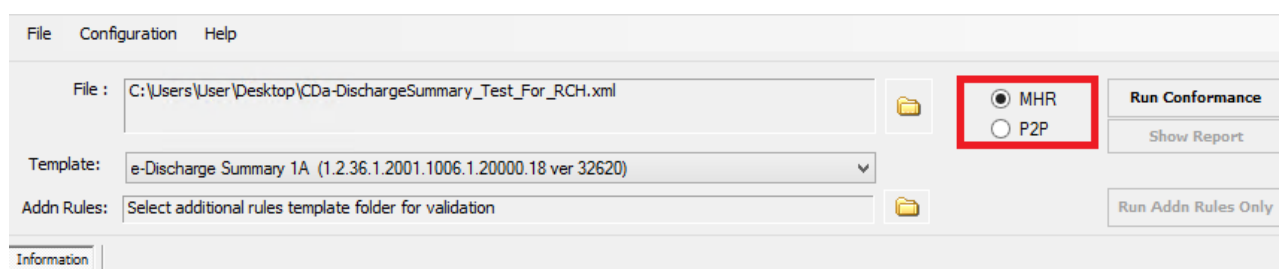 File Configuration Help
File : C:\Users\User\Desktop\CDa-DischargeSummary_Test_For_RCH.xml MHR Run Conformance
P2P Show Report
Template: e-Discharge Summary 1A (1.2.36.1.2001.1006.1.20000.18 ver 32620)
Addn Rules: Select additional rules template folder for validation Run Addn Rules Only
Information